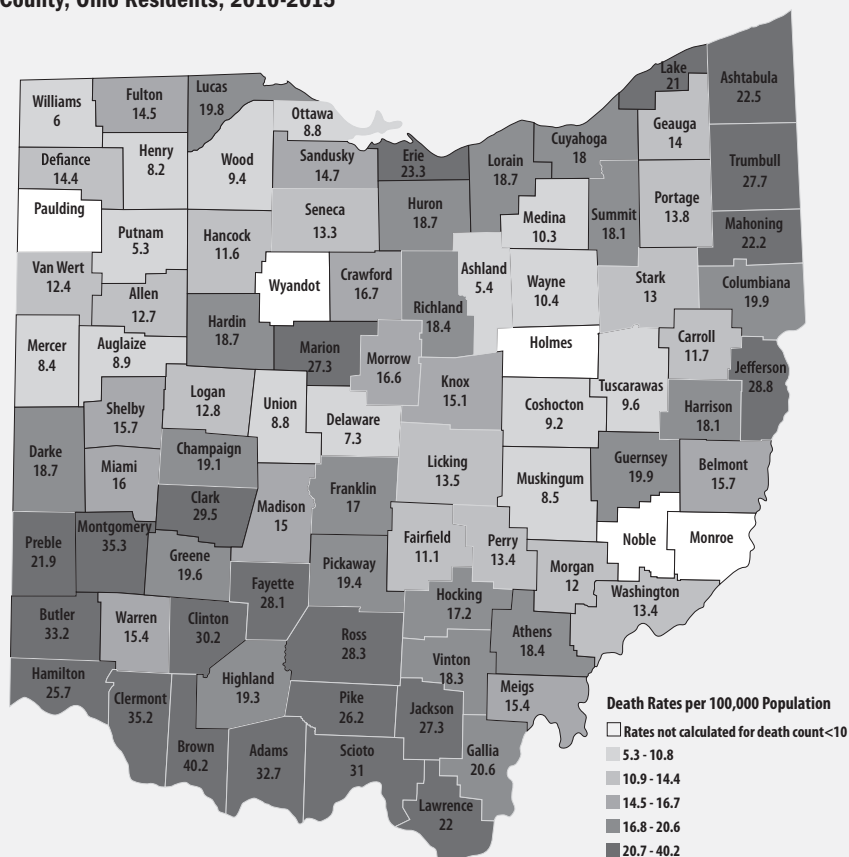 County, Ohio Residents, 2010-2015
Williams
6
Fulton
14.5
Lucas
19.8
Ottawa
8.8
Lake
21
Ashtabula
22.5
Geauga
14
Defiance
14.4
Henry
8.2
Wood
9.4
Sandusky
14.7
Erie
23.3
Lorain
18.7
Cuyahoga
18
Trumbull
27.7
Paulding
Putnam
5.3
Hancock
11.6
Seneca
13.3
Huron
18.7
Medina
10.3
Summit
18.1
Portage
13.8
Mahoning
22.2
Van Wert
12.4
Allen
12.7
Wyandot
Crawford
16.7
Richland
18.4
Ashland
5.4
Wayne
10.4
Stark
13
Columbiana
19.9
Mercer
8.4
Auglaize
8.9
Hardin
18.7
Marion
27.3
Morrow
16.6
Knox
15.1
Holmes
Carroll
11.7
Jefferson
28.8
Tuscarawas
9.6
Harrison
18.1
Coshocton
9.2
Shelby
15.7
Logan
12.8
Union
8.8
Delaware
7.3
Darke
18.7
Miami
16
Champaign
19.1
Clark
29.5
Madison
15
Franklin
17
Licking
13.5
Muskingum
8.5
Guernsey
19.9
Belmont
15.7
Preble
21.9
Montgomery
35.3
Greene
19.6
Fayette
28.1
Pickaway
19.4
Fairfield
11.1
Perry
13.4
Morgan
12
Noble
Monroe
Washington
13.4
Butler
33.2
Warren
15.4
Clinton
30.2
Ross
28.3
Hocking
17.2
Athens
18.4
Hamilton
25.7
Clermont
35.2
Highland
19.3
Pike
26.2
Vinton
18.3
Jackson
27.3
Meigs
15.4
Brown
40.2
Adams
32.7
Scioto
31
Gallia
20.6
Lawrence
22
Death Rates per 100,000 Population
Rates not calculated for death count<10
5.3 - 10.8
10.9 - 14.4
14.5 - 16.7
16.8 - 20.6
20.7 - 40.2